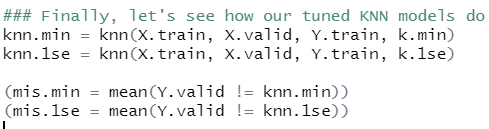 ### Finally, let's see how our tuned KNN models do
knn.min = knn(X.train, X.valid, Y.train, k.min)
knn.1se = knn(X.train, X.valid, Y.train, k.1se)
(mis.min = mean(Y.valid != knn.min))
(mis.1se = mean(Y.valid != knn.1se))